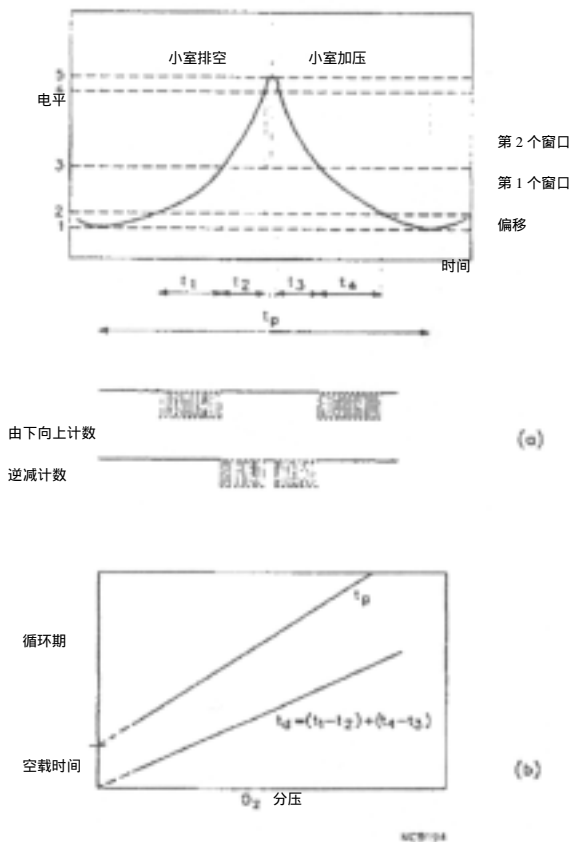 小室排空 小室加压
5
4
电平
3
2
1
第 2 个窗口
第 1 个窗口
偏移
时间
t1 t2 t3 t4
tp
由下向上计数
(a)
逆减计数
循环期
tp
td=(t1-t2)+(t4-t3)
空载时间
(b)
O2 分压